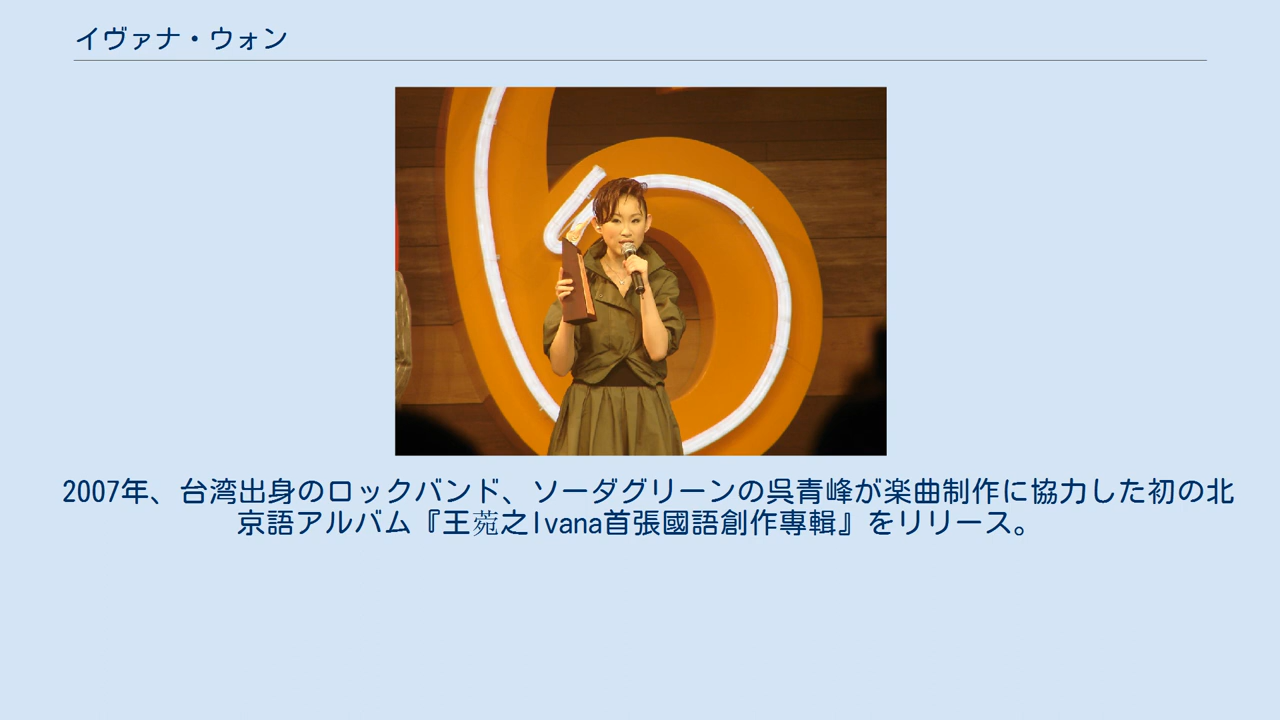 イヴァナ・ウォン
6
2007年、台湾出身のロックバンド、ソーダグリーンの呉青峰が楽曲制作に協力した初の北
京語アルバム『王菀之Ivana首張國語創作專輯』をリリース。